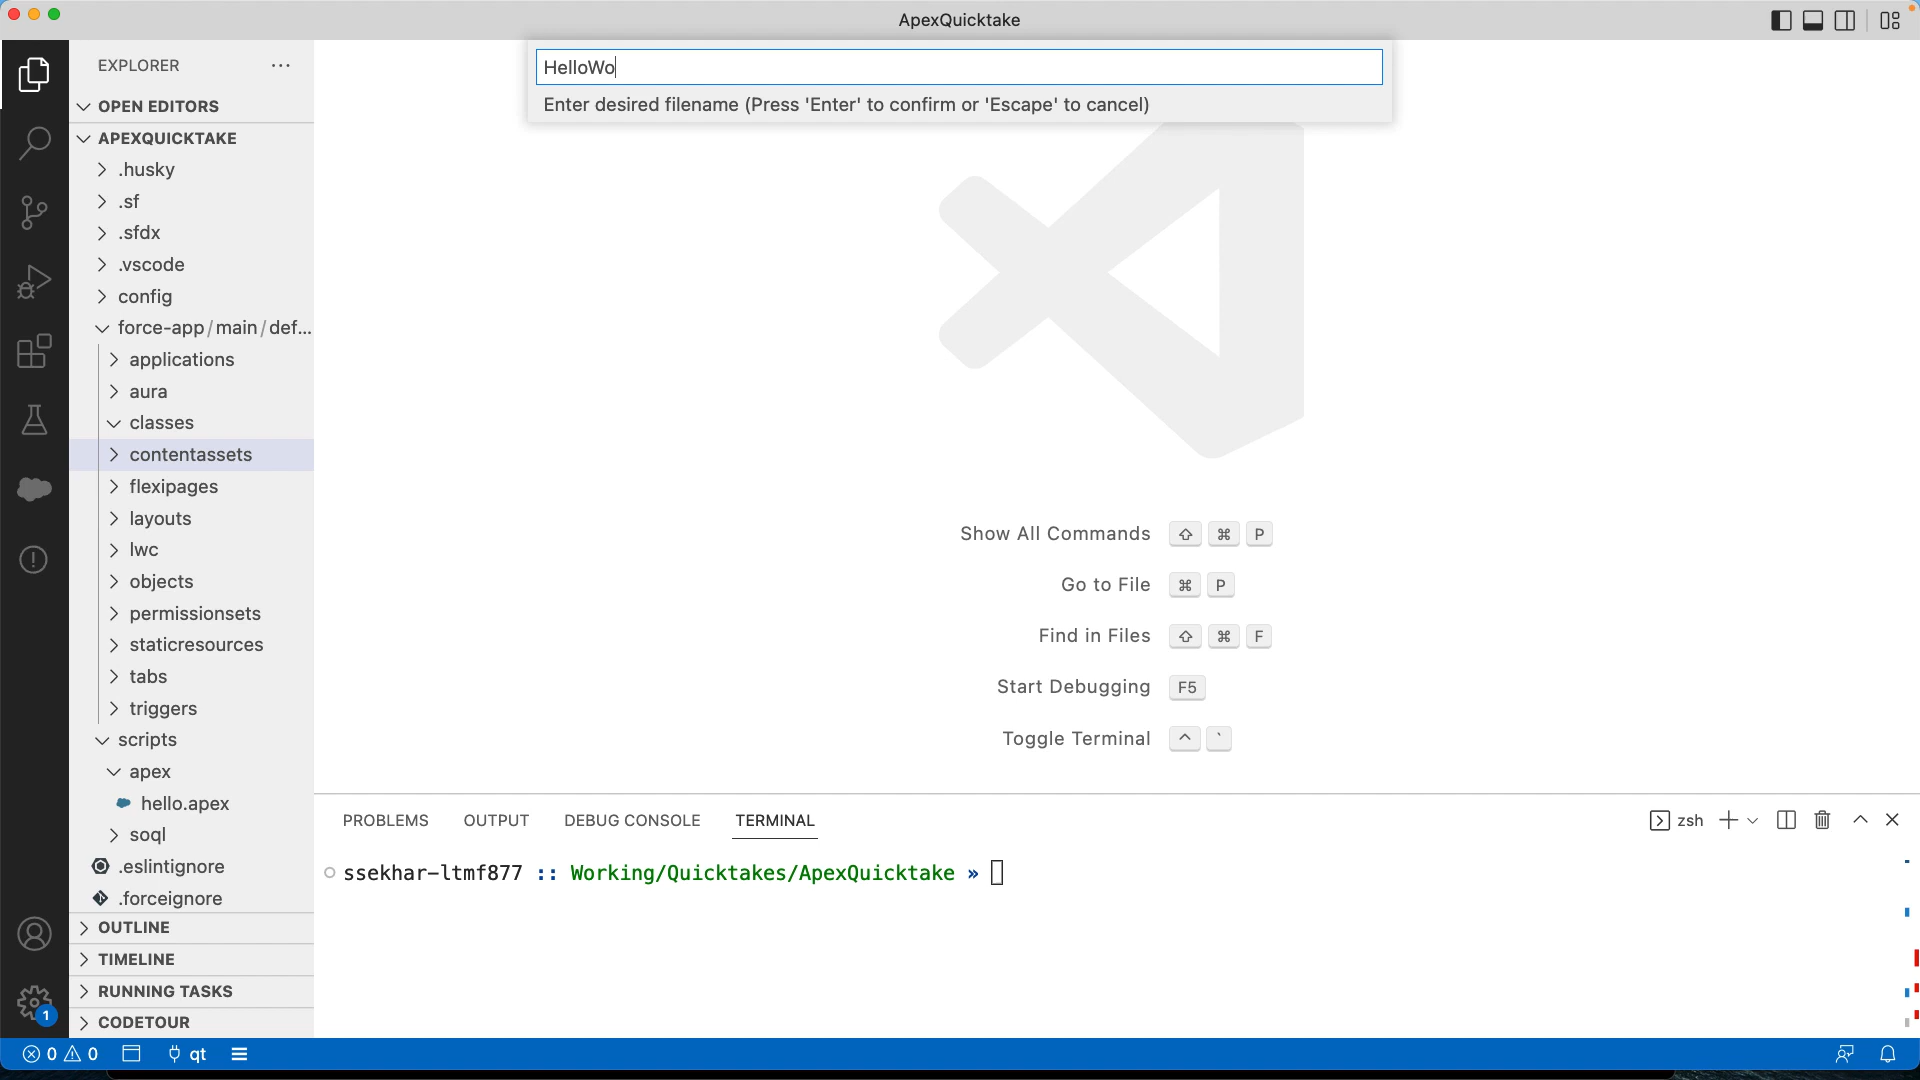 ApexQuicktake
EXPLORER
HelloWo
Enter desired filename (Press 'Enter' to confirm or 'Escape' to cancel)
OPEN EDITORS
APEXQUICKTAKE
.husky
.sf
.sfdx
.vscode
config
force-app/main/def...
applications
aura
classes
contentassets
flexipages
layouts
lwc
objects
permissionsets
staticresources
tabs
triggers
scripts
apex
hello.apex
soql
.eslintignore
.forceignore
OUTLINE
TIMELINE
RUNNING TASKS
CODETOUR
1
Show All Commands ⇧ ⌘ P
Go to File ⌘ P
Find in Files ⇧ ⌘ F
Start Debugging F5
Toggle Terminal ^ `
PROBLEMS OUTPUT DEBUG CONSOLE TERMINAL zsh
ssekhar-ltmf877 :: Working/Quicktakes/ApexQuicktake »
0 0 qt